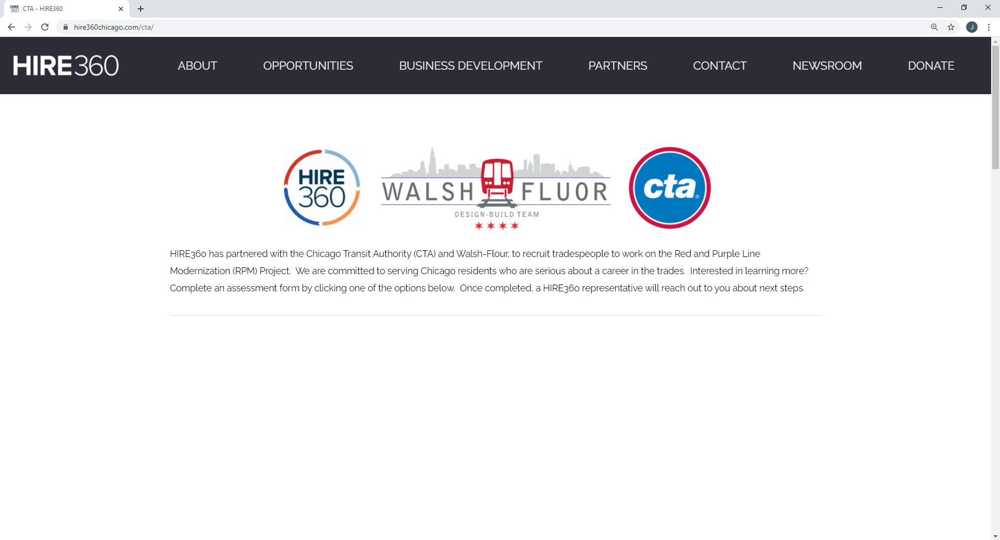 HIRE 360 CTA - HIRE360
hire360chicago.com/cta/ J
HIRE360 ABOUT OPPORTUNITIES BUSINESS DEVELOPMENT PARTNERS CONTACT NEWSROOM DONATE
HIRE
360
WALSH FLUOR
DESIGN-BUILD TEAM
cta®
HIRE360 has partnered with the Chicago Transit Authority (CTA) and Walsh-Flour, to recruit tradespeople to work on the Red and Purple Line
Modernization (RPM) Project. We are committed to serving Chicago residents who are serious about a career in the trades. Interested in learning more?
Complete an assessment form by clicking one of the options below. Once completed, a HIRE360 representative will reach out to you about next steps.